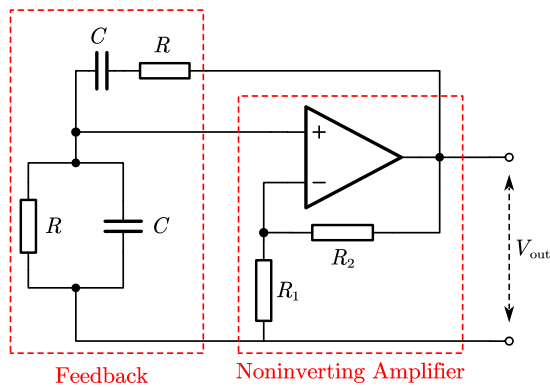 C
R
+
−
R
C
R₂
R₁
Vout
Feedback
Noninverting Amplifier